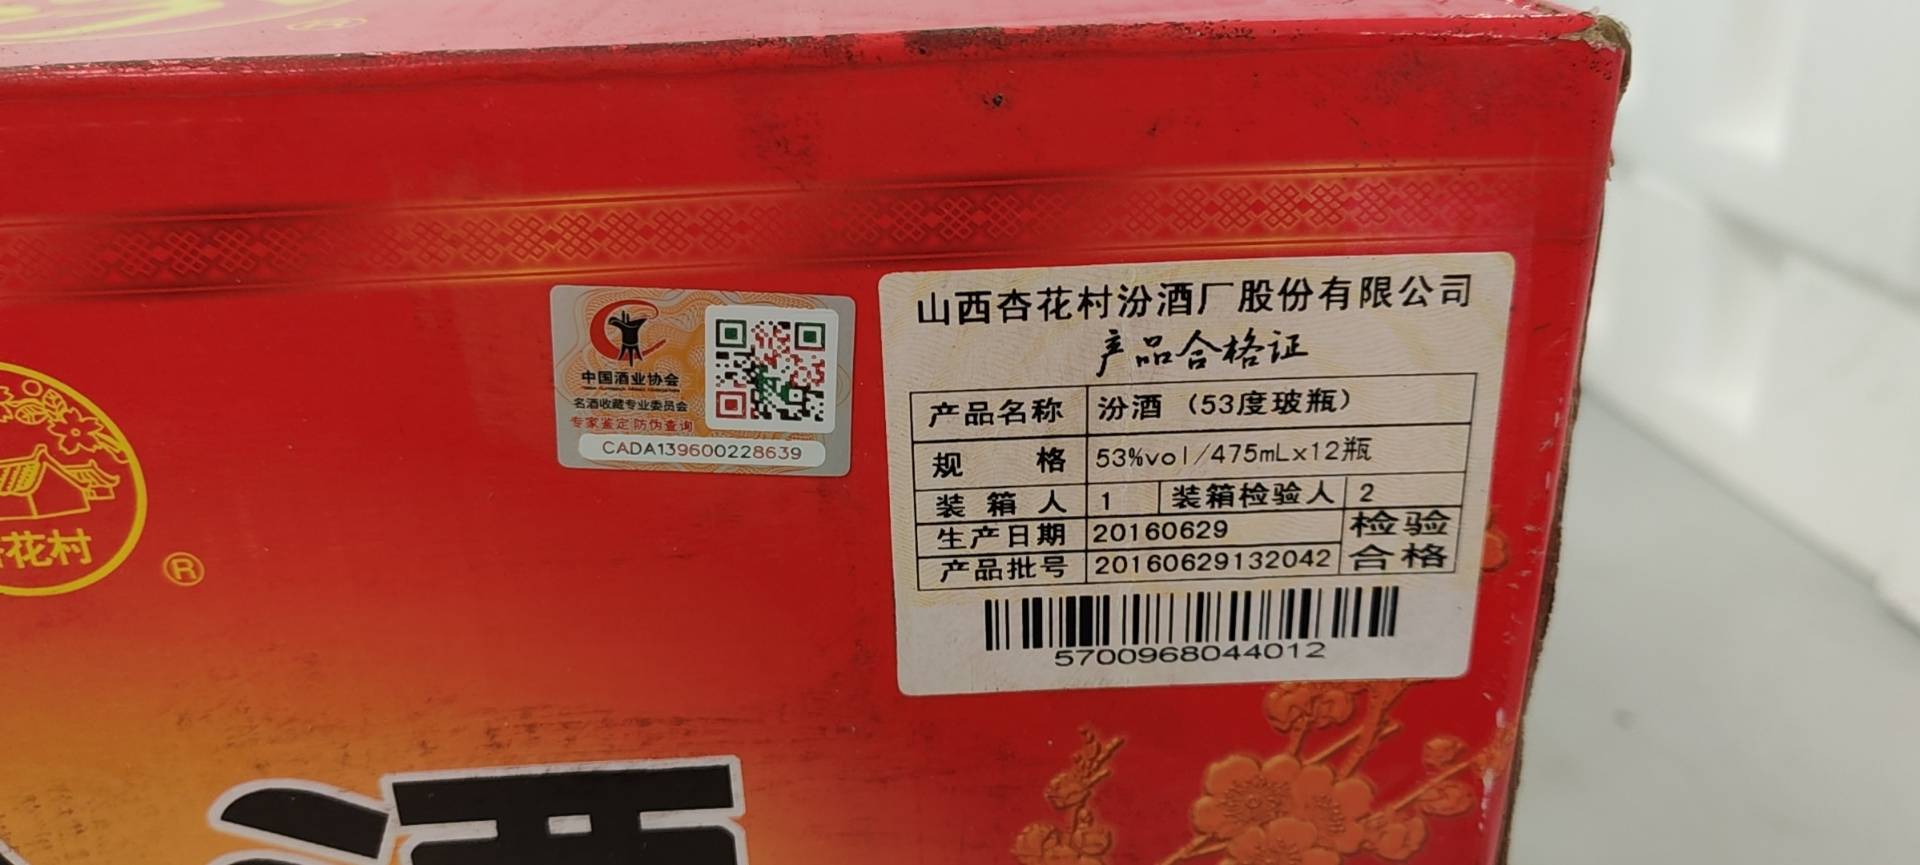 山西杏花村汾酒厂股份有限公司
产品合格证
产品名称 汾酒（53度玻瓶）
规 格 53%vol/475mLx12瓶
装箱人 1 装箱检验人 2
生产日期 20160629 检验
产品批号 20160629132042 合格
5700968044012
中国酒业协会
名酒收藏专业委员会
专家鉴定 防伪查询
CADA139600228639
花村
®
酒